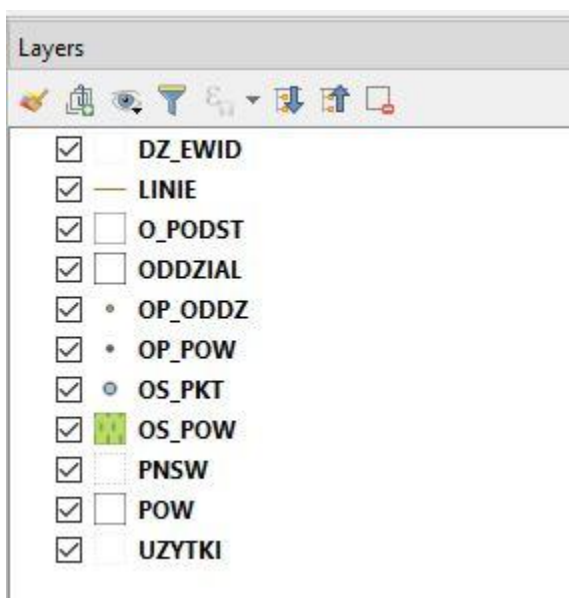 Layers
DZ_EWID
LINIE
O_PODST
ODDZIAL
OP_ODDZ
OP_POW
OS_PKT
OS_POW
PNSW
POW
UZYTKI